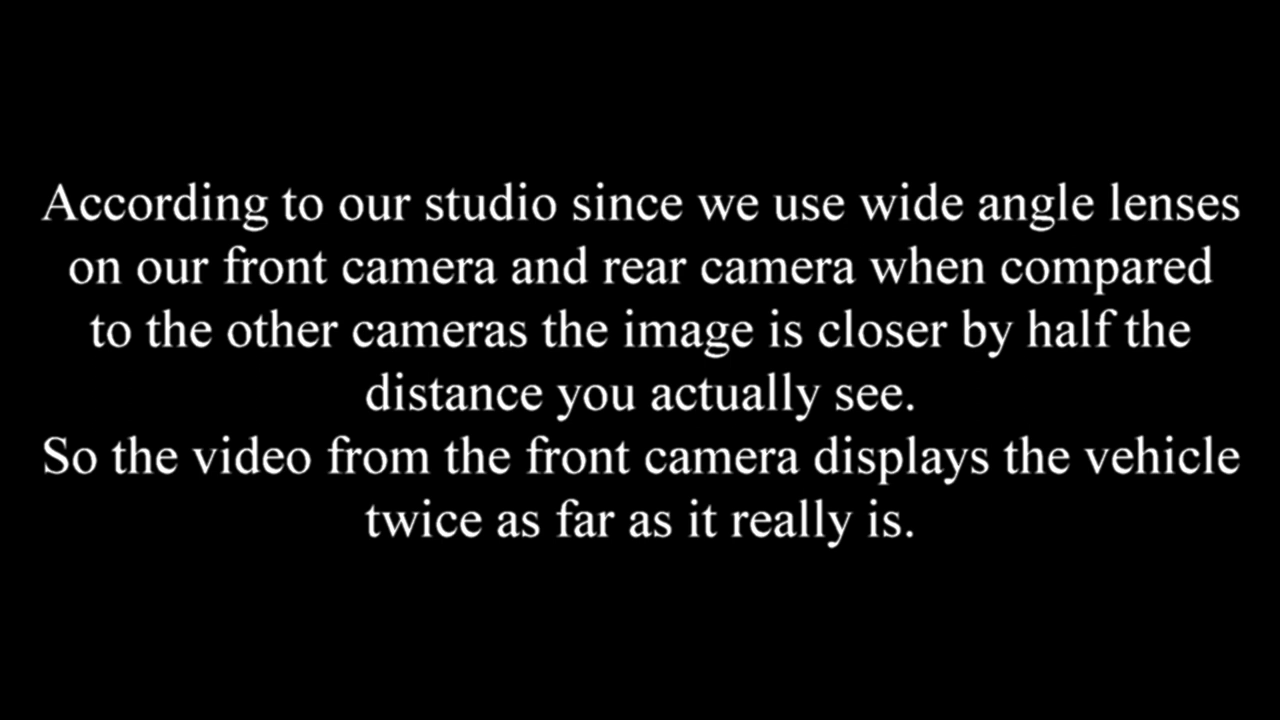 According to our studio since we use wide angle lenses
on our front camera and rear camera when compared
to the other cameras the image is closer by half the
distance you actually see.
So the video from the front camera displays the vehicle
twice as far as it really is.